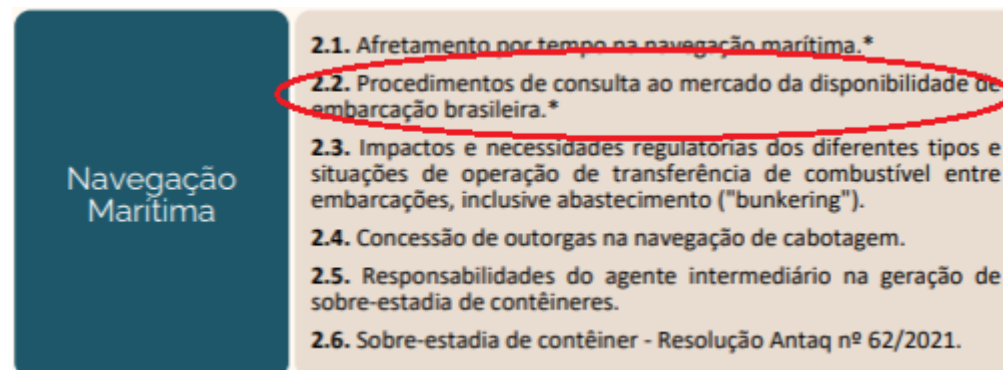 Navegação
Marítima
2.1. Afretamento por tempo na navegação marítima.*
2.2. Procedimentos de consulta ao mercado da disponibilidade de
embarcação brasileira.*
2.3. Impactos e necessidades regulatórias dos diferentes tipos e
situações de operação de transferência de combustível entre
embarcações, inclusive abastecimento ("bunkering").
2.4. Concessão de outorgas na navegação de cabotagem.
2.5. Responsabilidades do agente intermediário na geração de
sobre-estadia de contêineres.
2.6. Sobre-estadia de contêiner - Resolução Antaq nº 62/2021.